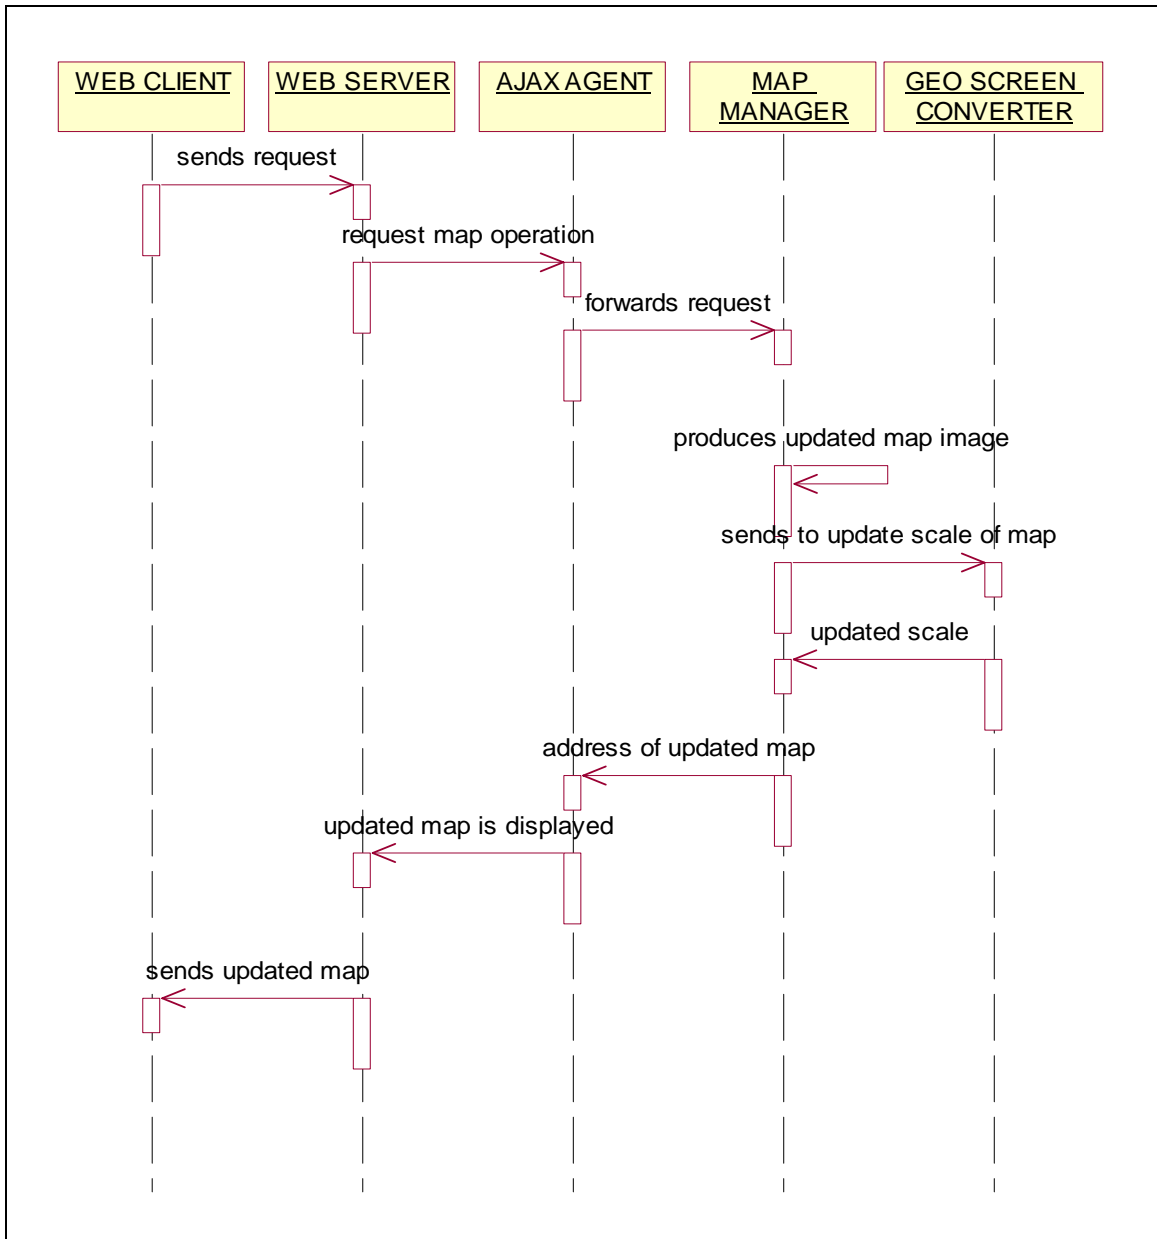 WEB CLIENT
WEB SERVER
AJAX AGENT
MAP
MANAGER
GEO SCREEN
CONVERTER
sends request
request map operation
forwards request
produces updated map image
sends to update scale of map
updated scale
address of updated map
updated map is displayed
sends updated map